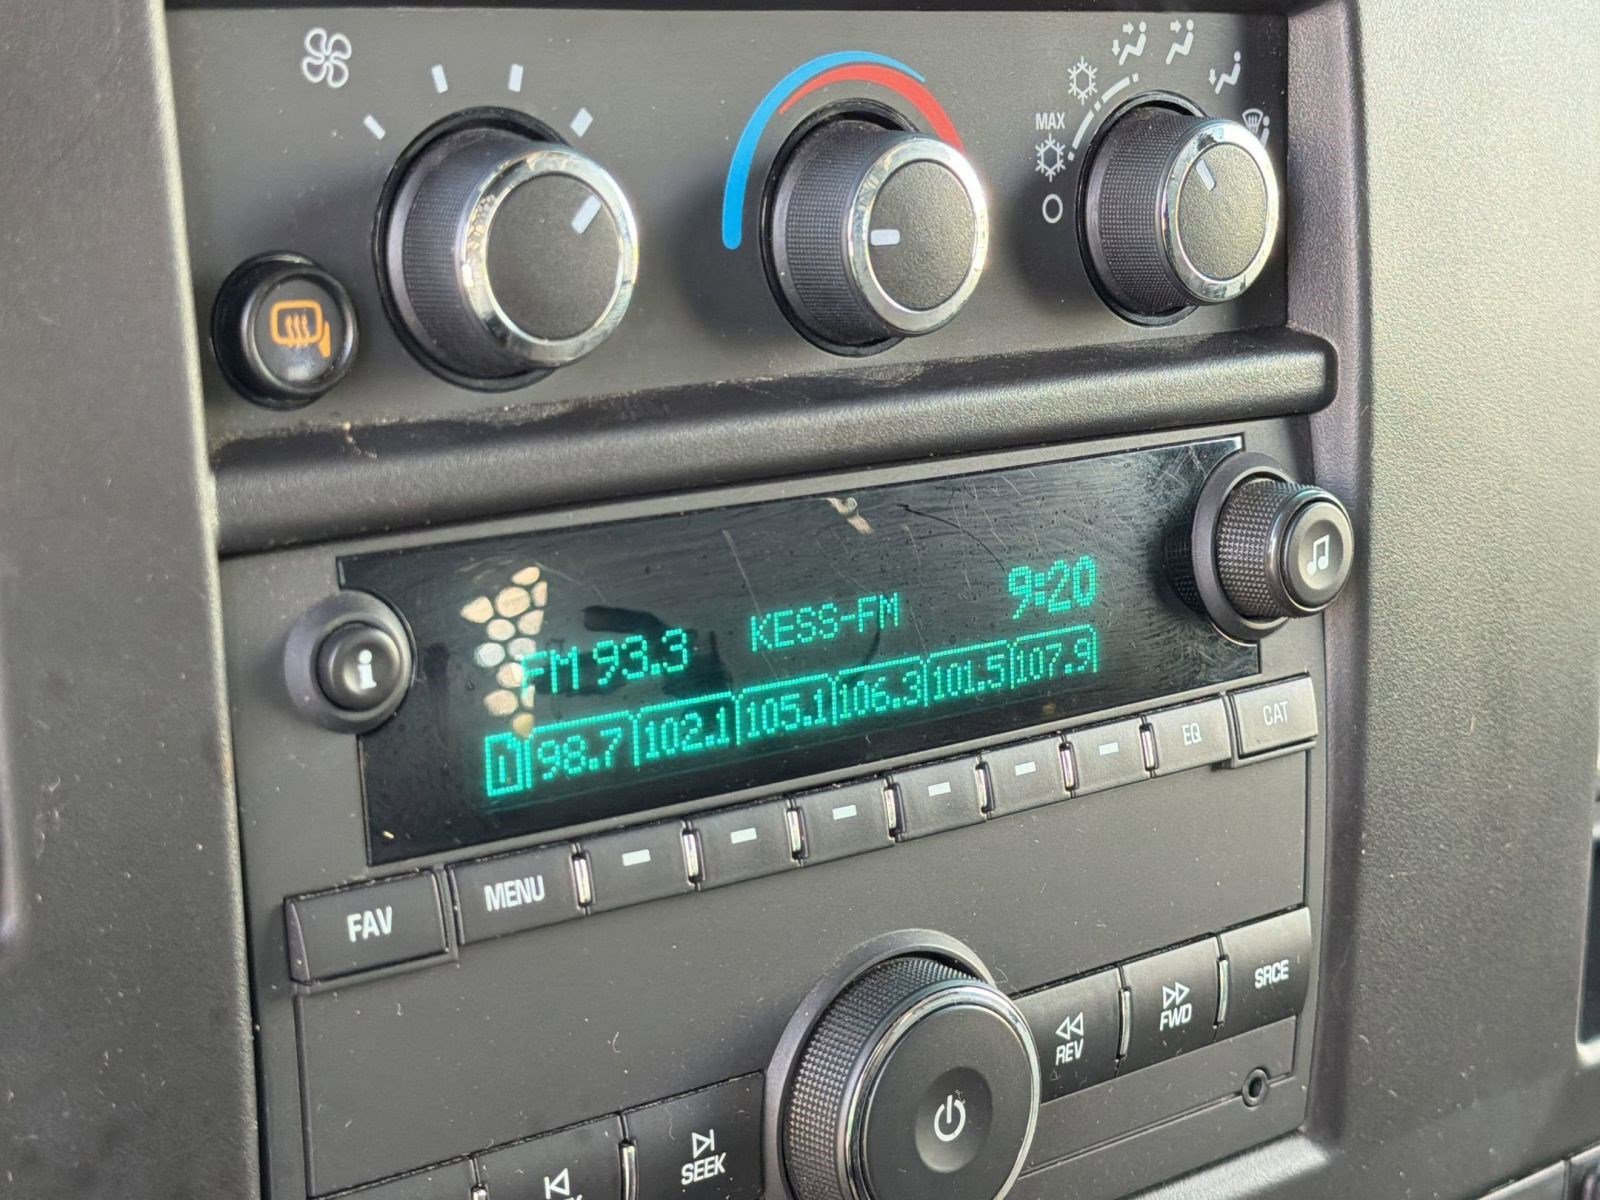 MAX
i
FM 93.3 KESS-FM 9:20
1 98.7 102.1 105.1 106.3 101.5 107.9
FAV MENU EQ CAT
REV FWD SRCE
SEEK